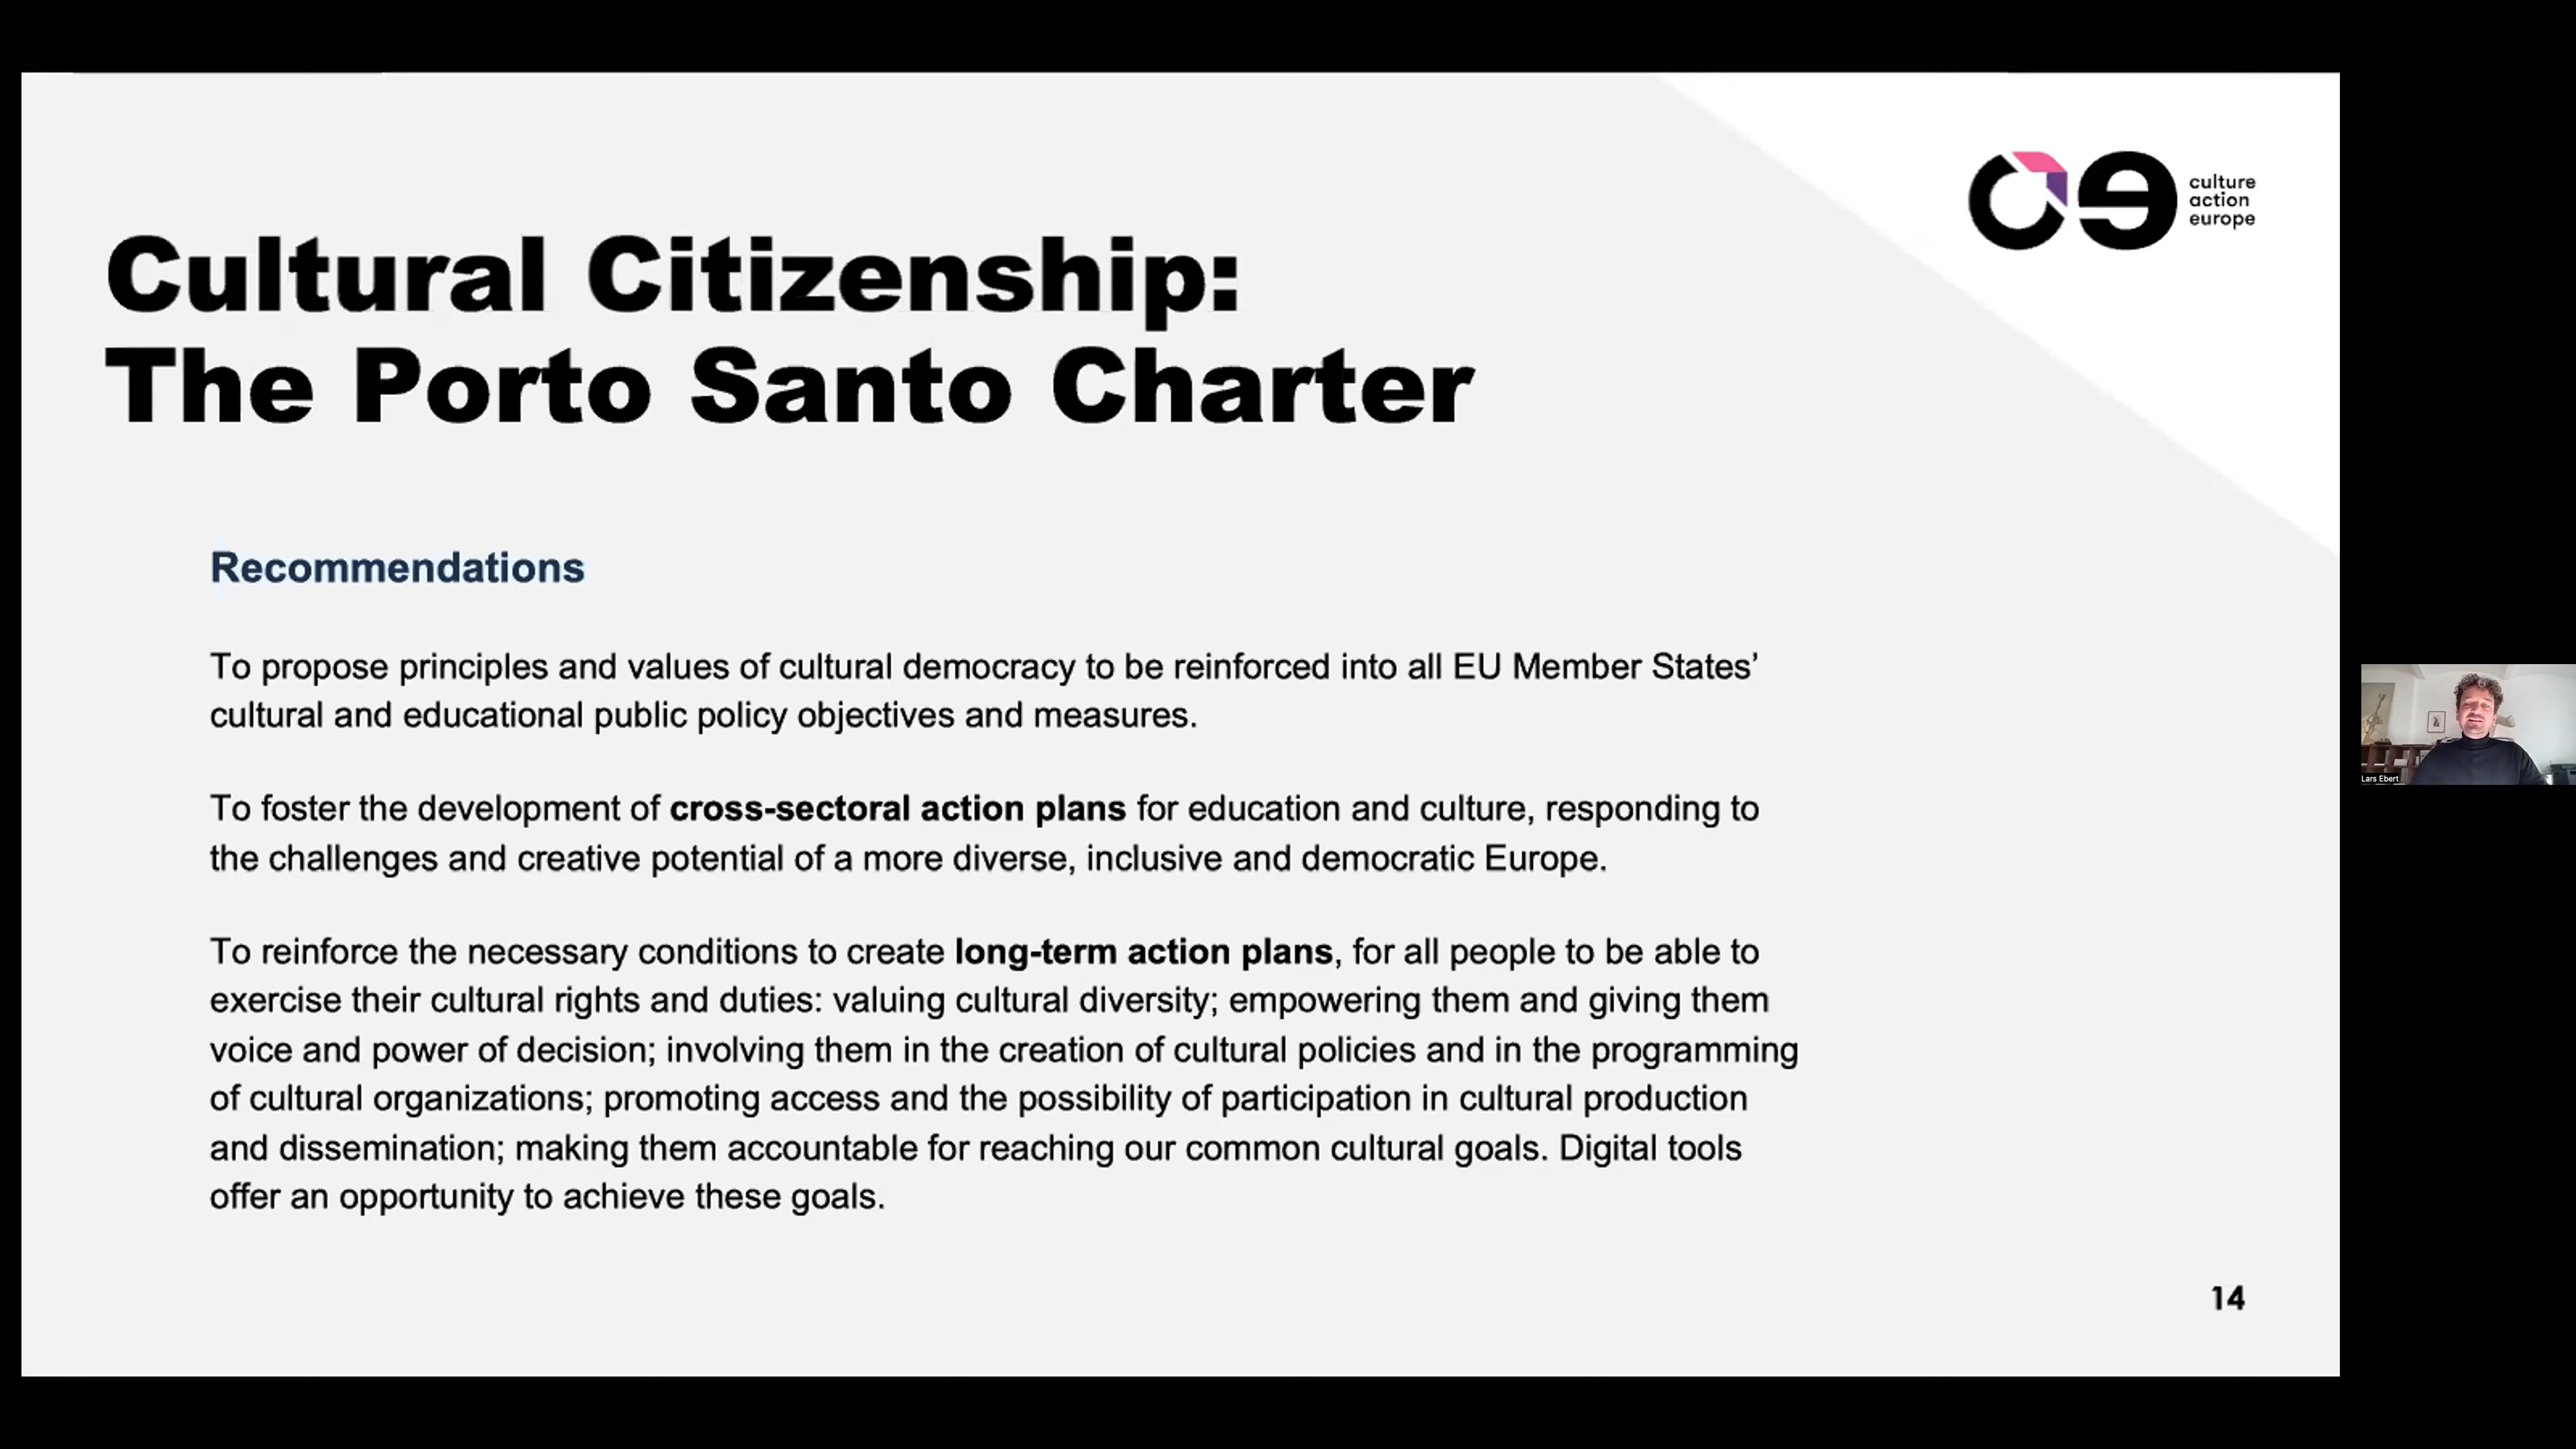 culture
action
europe
Cultural Citizenship:
The Porto Santo Charter
Recommendations
To propose principles and values of cultural democracy to be reinforced into all EU Member States’
cultural and educational public policy objectives and measures.
To foster the development of cross-sectoral action plans for education and culture, responding to
the challenges and creative potential of a more diverse, inclusive and democratic Europe.
To reinforce the necessary conditions to create long-term action plans, for all people to be able to
exercise their cultural rights and duties: valuing cultural diversity; empowering them and giving them
voice and power of decision; involving them in the creation of cultural policies and in the programming
of cultural organizations; promoting access and the possibility of participation in cultural production
and dissemination; making them accountable for reaching our common cultural goals. Digital tools
offer an opportunity to achieve these goals.
14
Lars Ebert